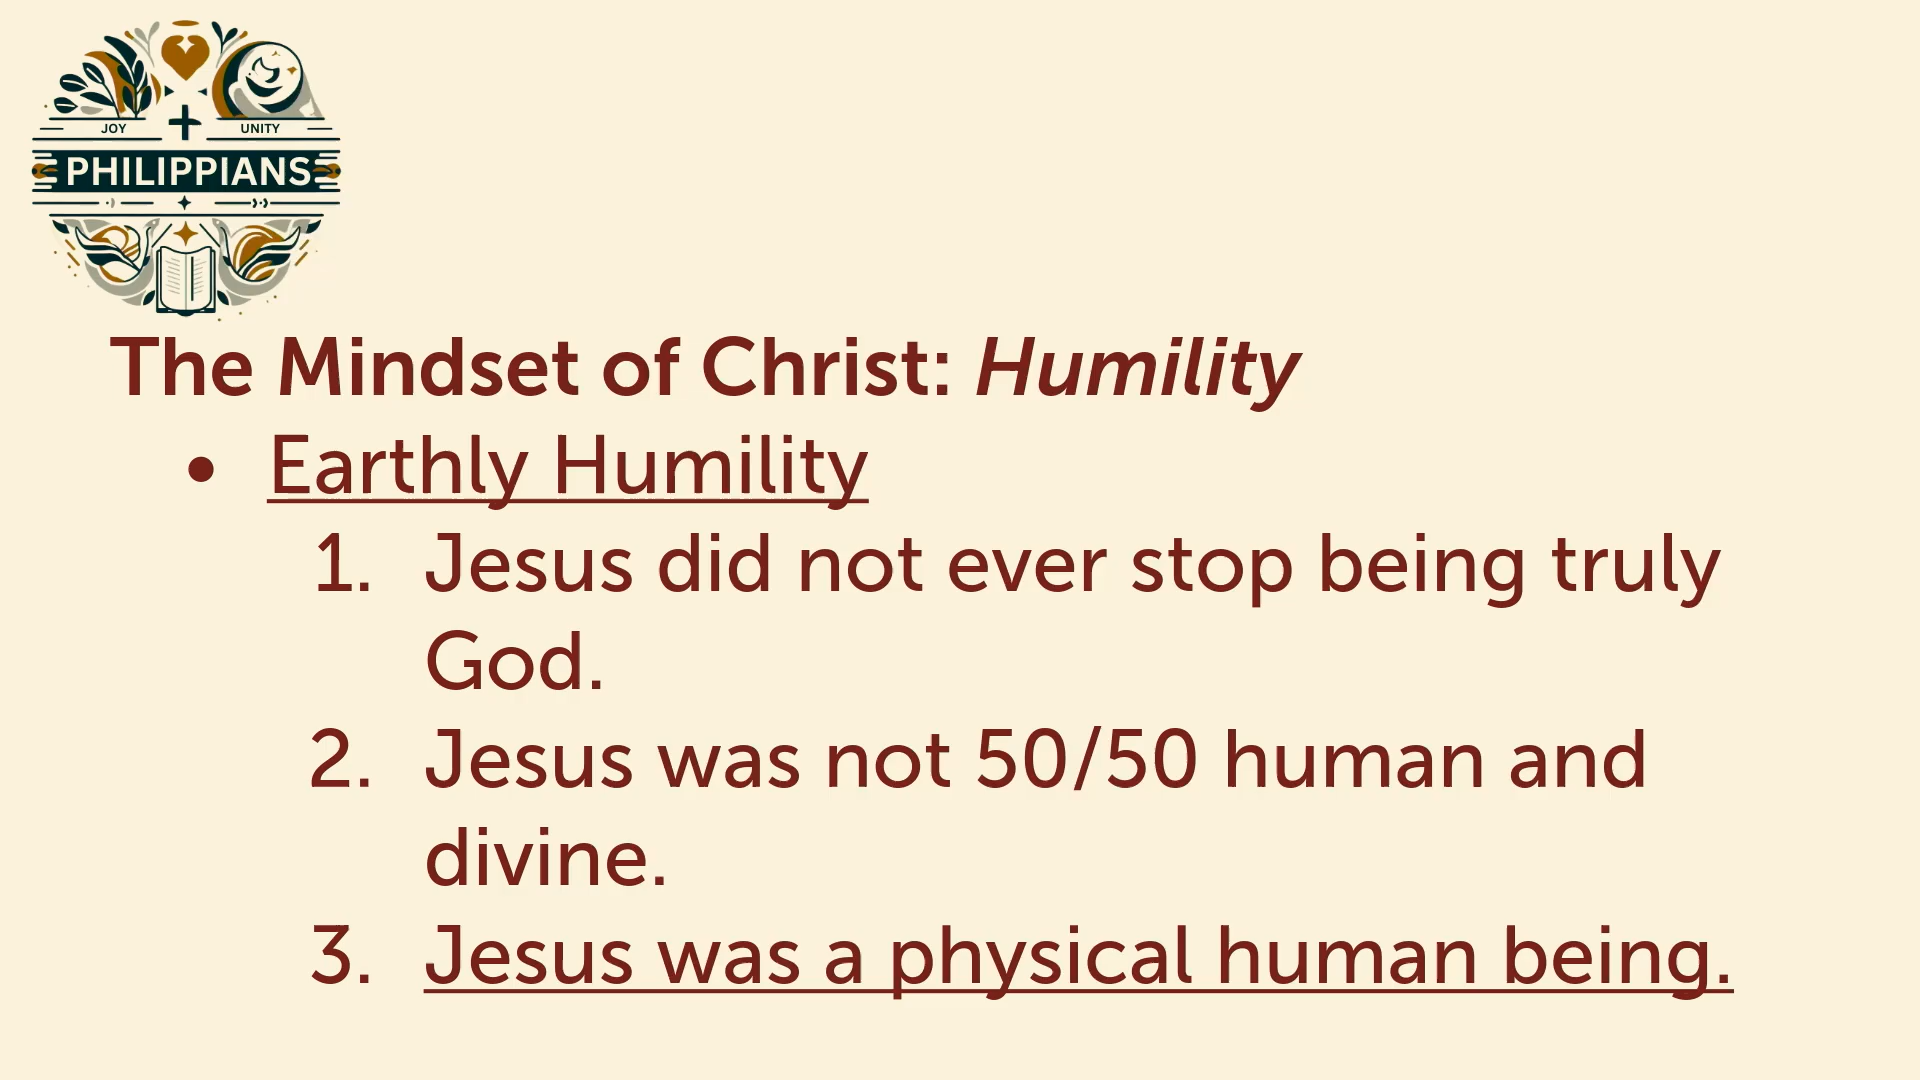 JOY UNITY
PHILIPPIANS
The Mindset of Christ: Humility
• Earthly Humility
1. Jesus did not ever stop being truly
God.
2. Jesus was not 50/50 human and
divine.
3. Jesus was a physical human being.